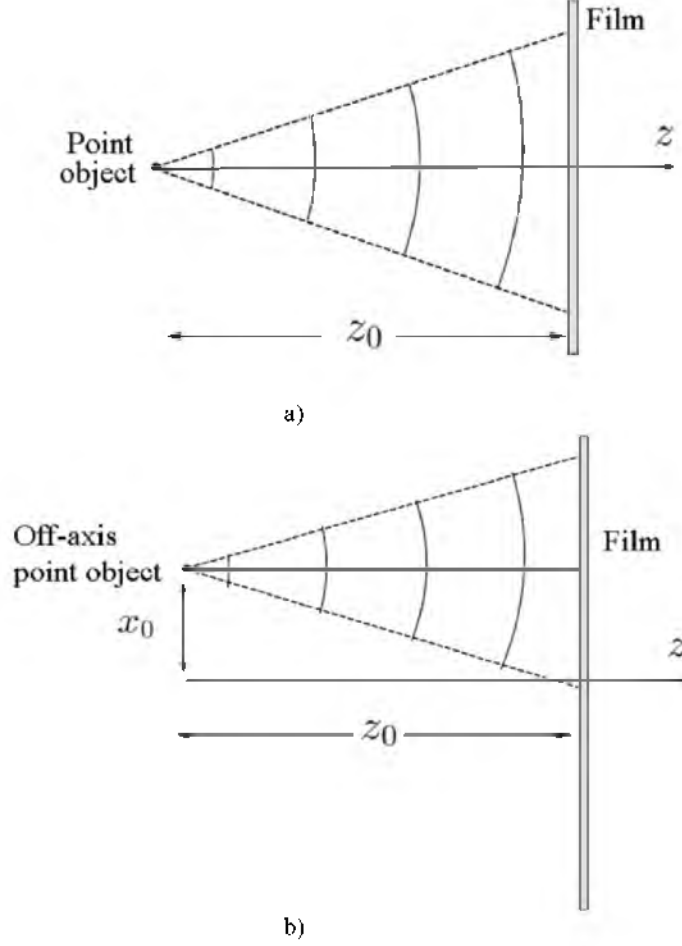 Film
Point
object
z
z₀
a)
Off-axis
point object
Film
x₀
z
z₀
b)